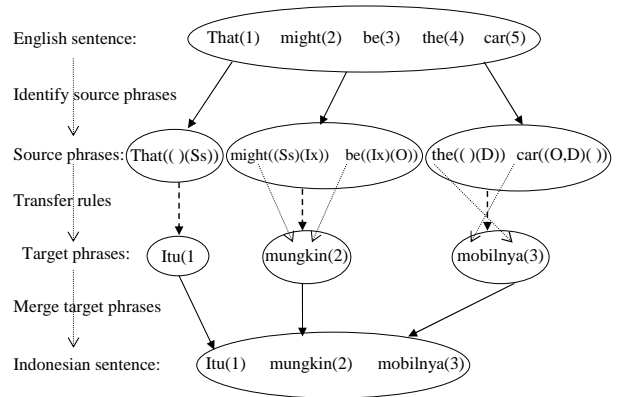 English sentence: That(1) might(2) be(3) the(4) car(5)
Identify source phrases
Source phrases: That(( )(Ss)) might((Ss)(Ix)) be((Ix)(O)) the(( )(D)) car((O,D)( ))
Transfer rules
Target phrases: Itu(1 mungkin(2) mobilnya(3)
Merge target phrases
Indonesian sentence: Itu(1) mungkin(2) mobilnya(3)